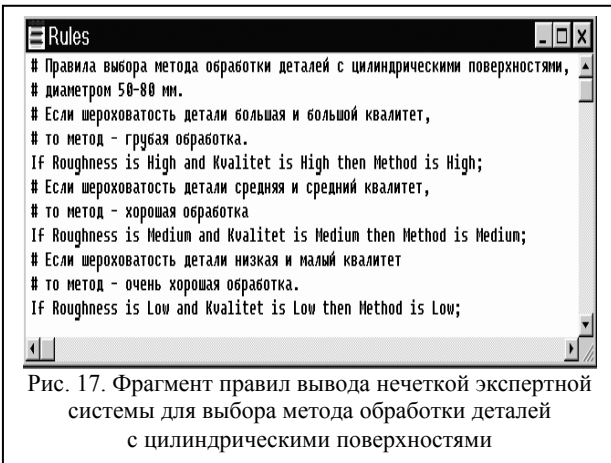 Rules
# Правила выбора метода обработки деталей с цилиндрическими поверхностями,
# диаметром 50-80 мм.
# Если шероховатость детали большая и большой квалитет,
# то метод - грубая обработка.
If Roughness is High and Kvalitet is High then Method is High;
# Если шероховатость детали средняя и средний квалитет,
# то метод - хорошая обработка
If Roughness is Medium and Kvalitet is Medium then Method is Medium;
# Если шероховатость детали низкая и малый квалитет
# то метод - очень хорошая обработка.
If Roughness is Low and Kvalitet is Low then Method is Low;
Рис. 17. Фрагмент правил вывода нечеткой экспертной
системы для выбора метода обработки деталей
с цилиндрическими поверхностями